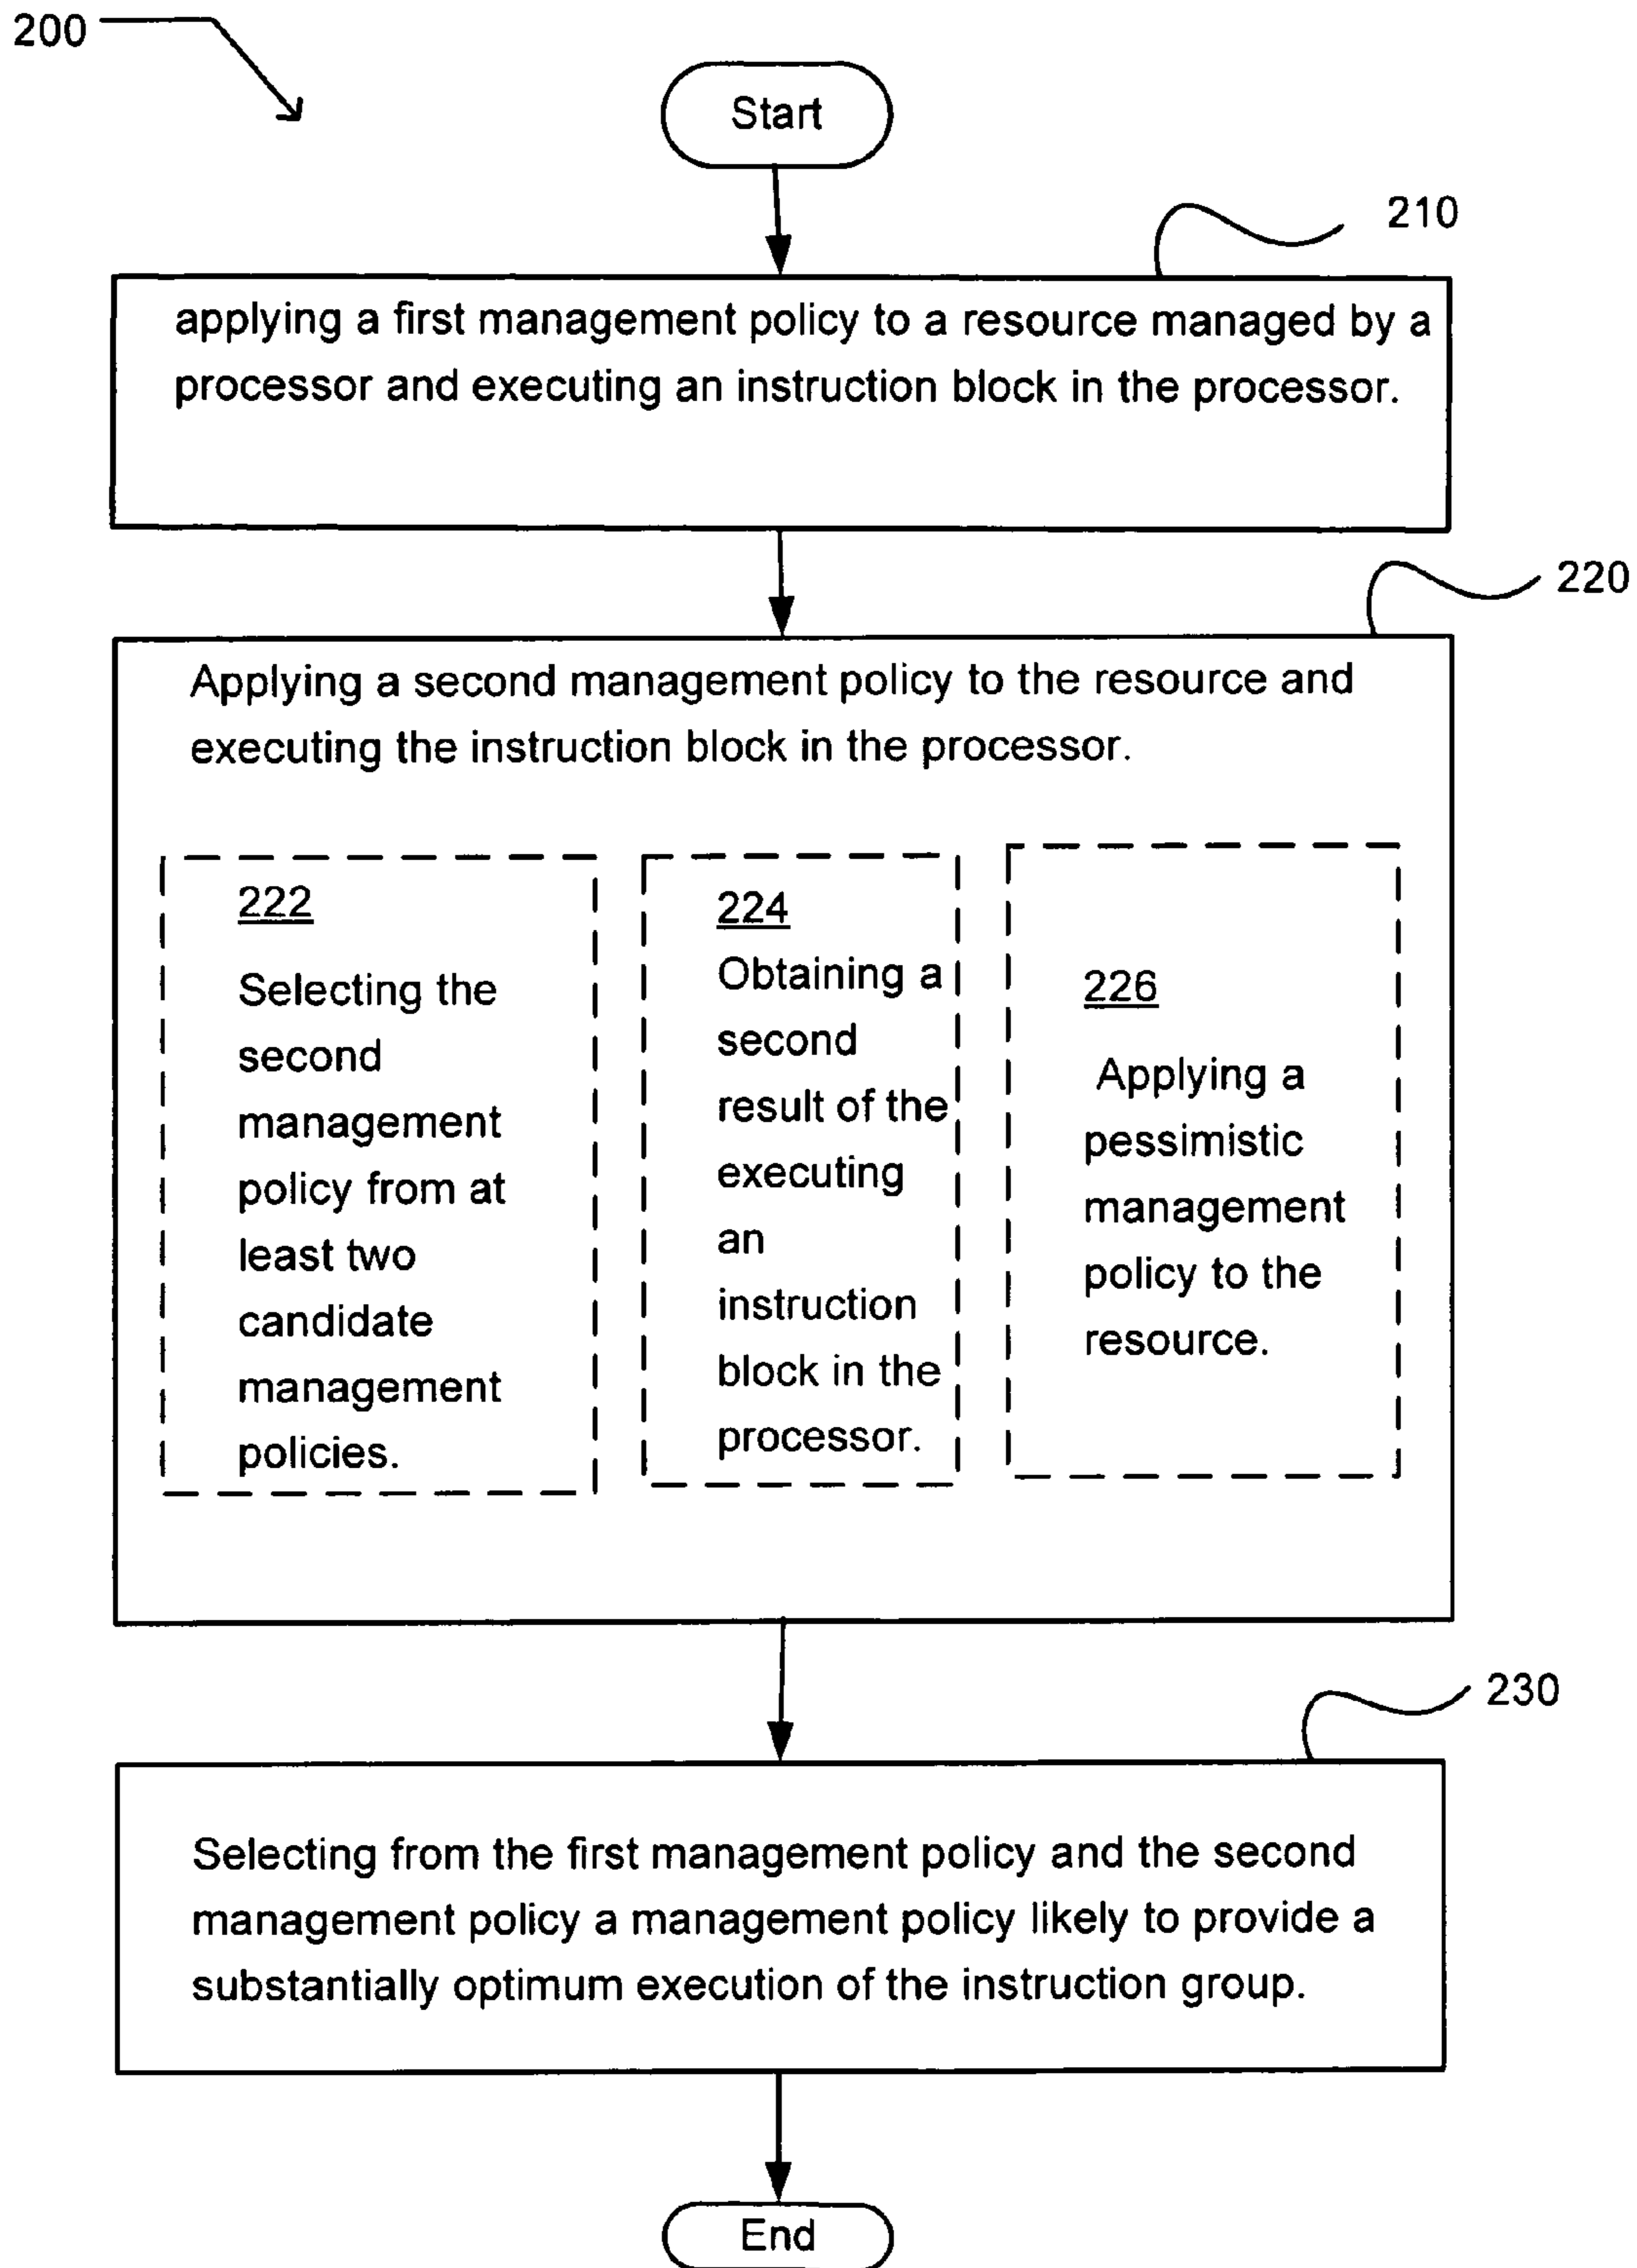 200
Start
210
applying a first management policy to a resource managed by a
processor and executing an instruction block in the processor.
220
Applying a second management policy to the resource and
executing the instruction block in the processor.
222
Selecting the
second
management
policy from at
least two
candidate
management
policies.
224
Obtaining a
second
result of the
executing
an
instruction
block in the
processor.
226
Applying a
pessimistic
management
policy to the
resource.
230
Selecting from the first management policy and the second
management policy a management policy likely to provide a
substantially optimum execution of the instruction group.
End